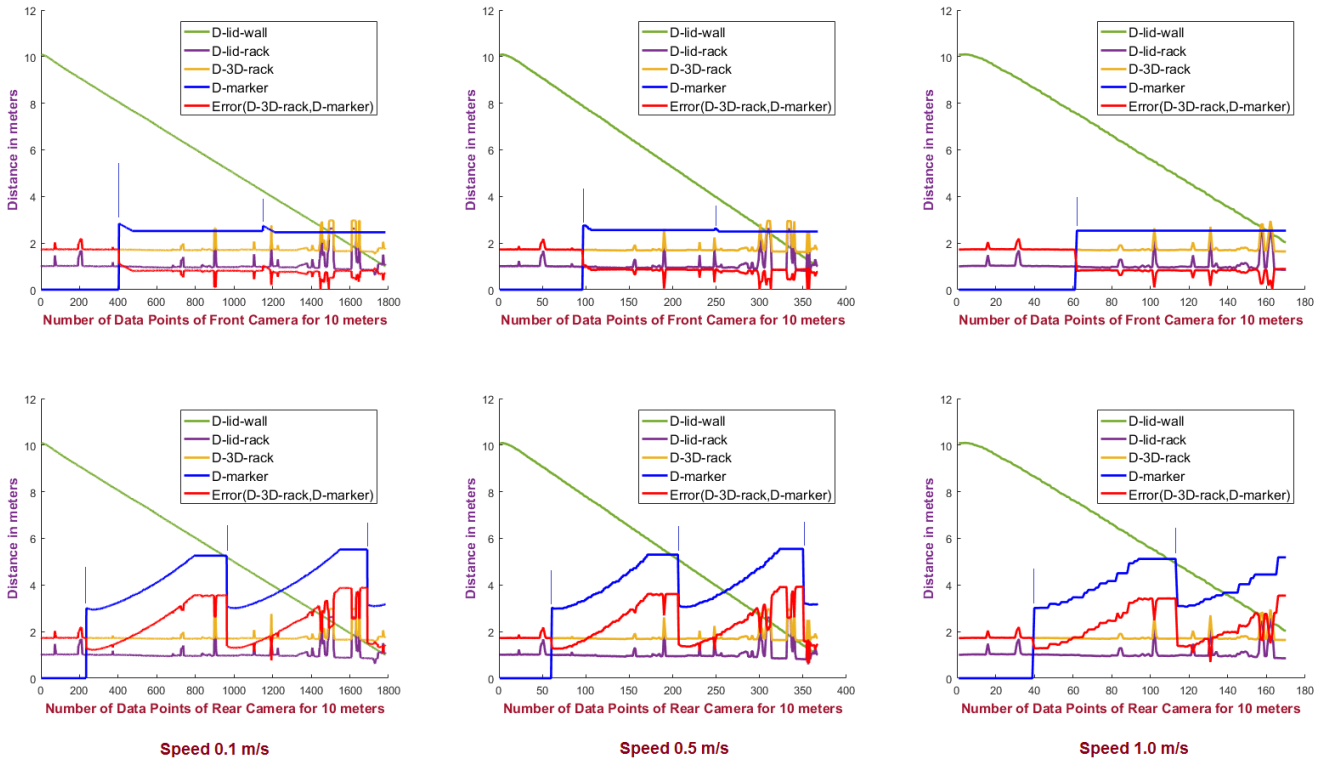 12
10
8
6
4
2
0
Distance in meters
D-lid-wall
D-lid-rack
D-3D-rack
D-marker
Error(D-3D-rack,D-marker)
0 200 400 600 800 1000 1200 1400 1600 1800
Number of Data Points of Front Camera for 10 meters
12
10
8
6
4
2
0
Distance in meters
D-lid-wall
D-lid-rack
D-3D-rack
D-marker
Error(D-3D-rack,D-marker)
0 50 100 150 200 250 300 350 400
Number of Data Points of Front Camera for 10 meters
12
10
8
6
4
2
0
Distance in meters
D-lid-wall
D-lid-rack
D-3D-rack
D-marker
Error(D-3D-rack,D-marker)
0 20 40 60 80 100 120 140 160 180
Number of Data Points of Front Camera for 10 meters
12
10
8
6
4
2
0
Distance in meters
D-lid-wall
D-lid-rack
D-3D-rack
D-marker
Error(D-3D-rack,D-marker)
0 200 400 600 800 1000 1200 1400 1600 1800
Number of Data Points of Rear Camera for 10 meters
12
10
8
6
4
2
0
Distance in meters
D-lid-wall
D-lid-rack
D-3D-rack
D-marker
Error(D-3D-rack,D-marker)
0 50 100 150 200 250 300 350 400
Number of Data Points of Rear Camera for 10 meters
12
10
8
6
4
2
0
Distance in meters
D-lid-wall
D-lid-rack
D-3D-rack
D-marker
Error(D-3D-rack,D-marker)
0 20 40 60 80 100 120 140 160 180
Number of Data Points of Rear Camera for 10 meters
Speed 0.1 m/s
Speed 0.5 m/s
Speed 1.0 m/s